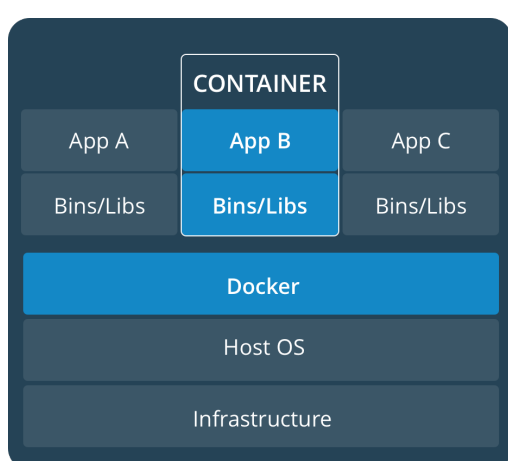 CONTAINER
App A App B App C
Bins/Libs Bins/Libs Bins/Libs
Docker
Host OS
Infrastructure